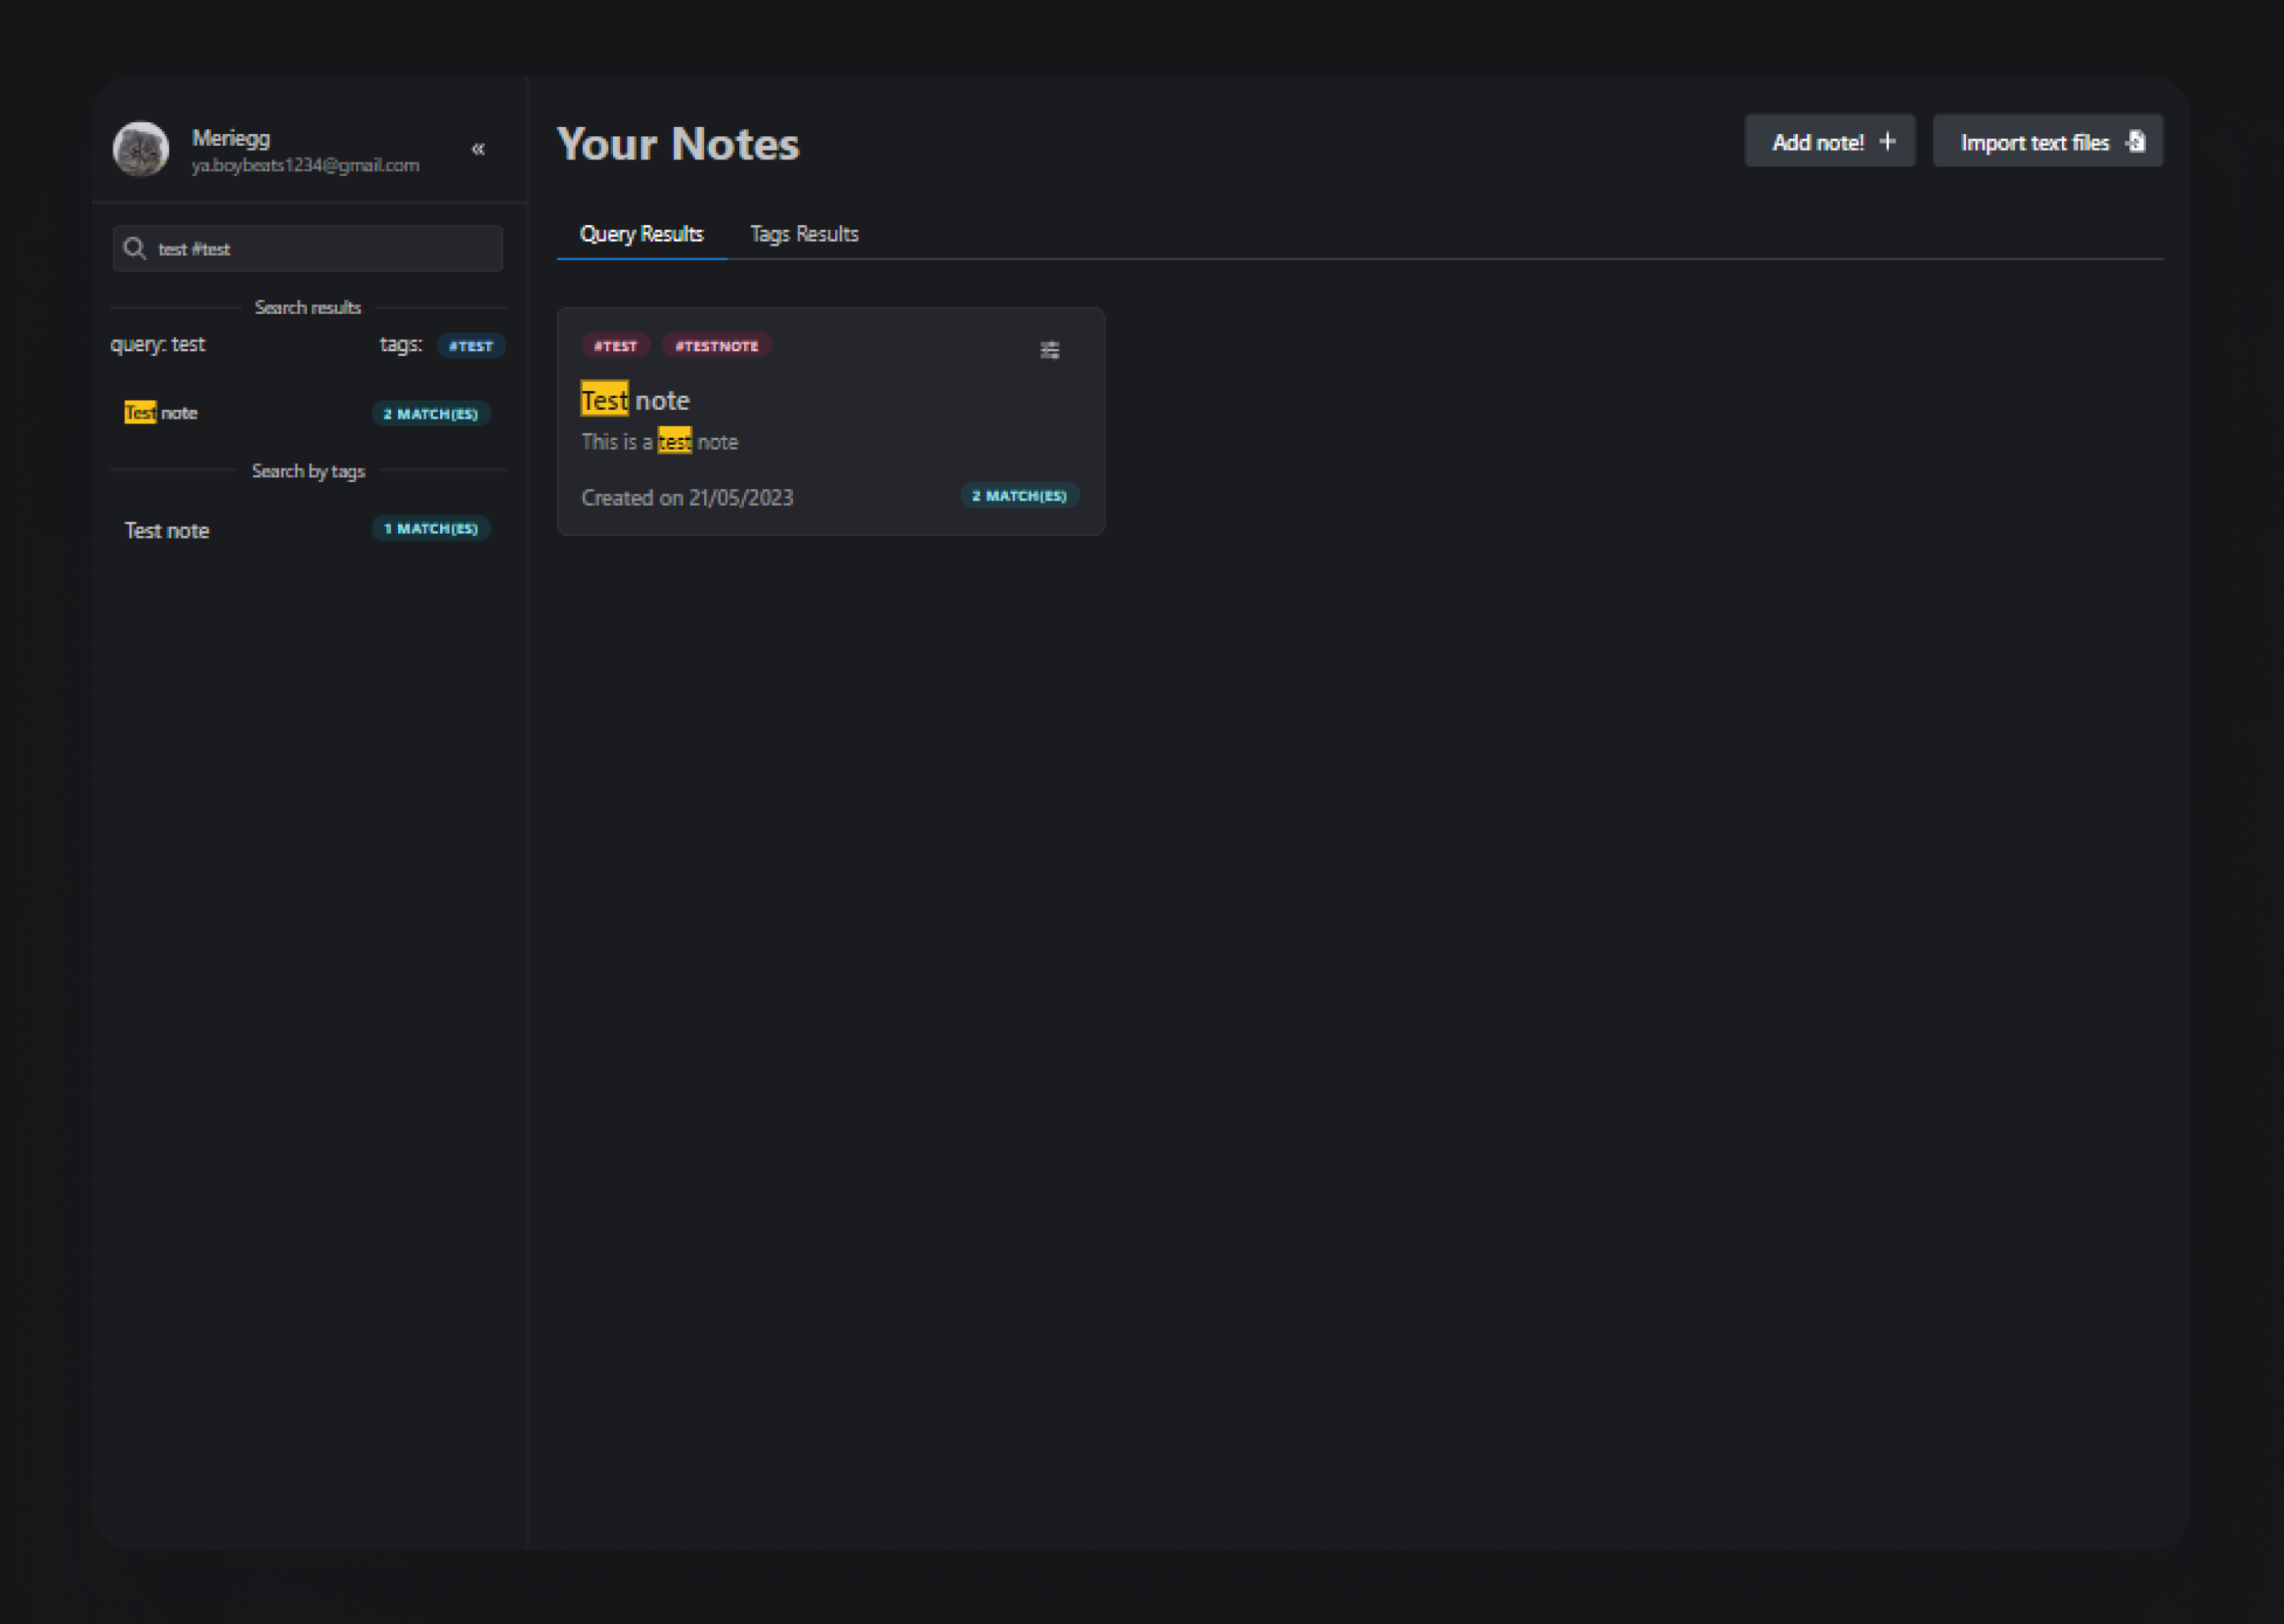 Meriegg
ya.boybeats1234@gmail.com
«
test #test
Search results
query: test tags: #TEST
Test note 2 MATCH(ES)
Search by tags
Test note 1 MATCH(ES)
Your Notes
Add note! +
Import text files
Query Results Tags Results
#TEST #TESTNOTE
Test note
This is a test note
Created on 21/05/2023 2 MATCH(ES)